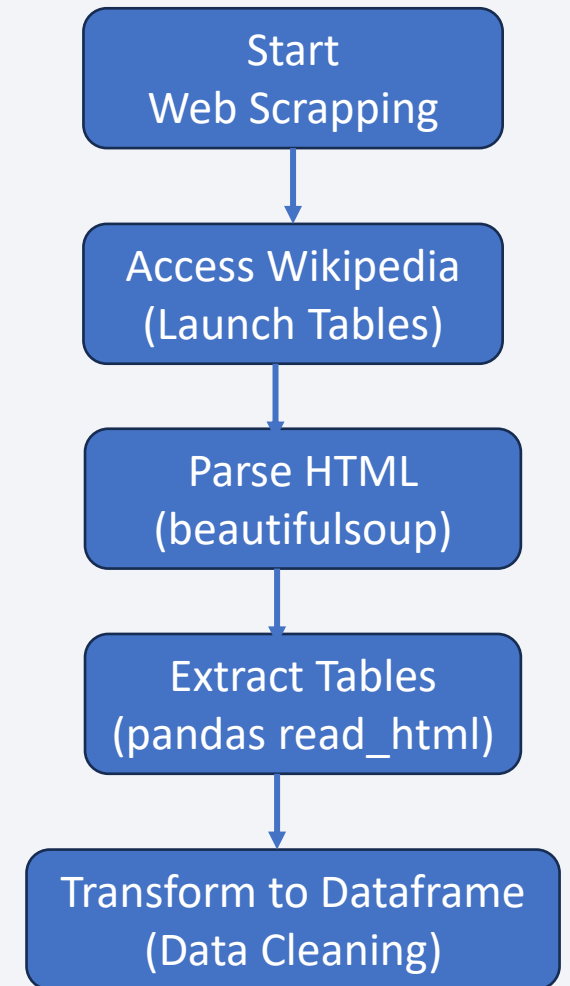 Start
Web Scrapping
Access Wikipedia
(Launch Tables)
Parse HTML
(beautifulsoup)
Extract Tables
(pandas read_html)
Transform to Dataframe
(Data Cleaning)